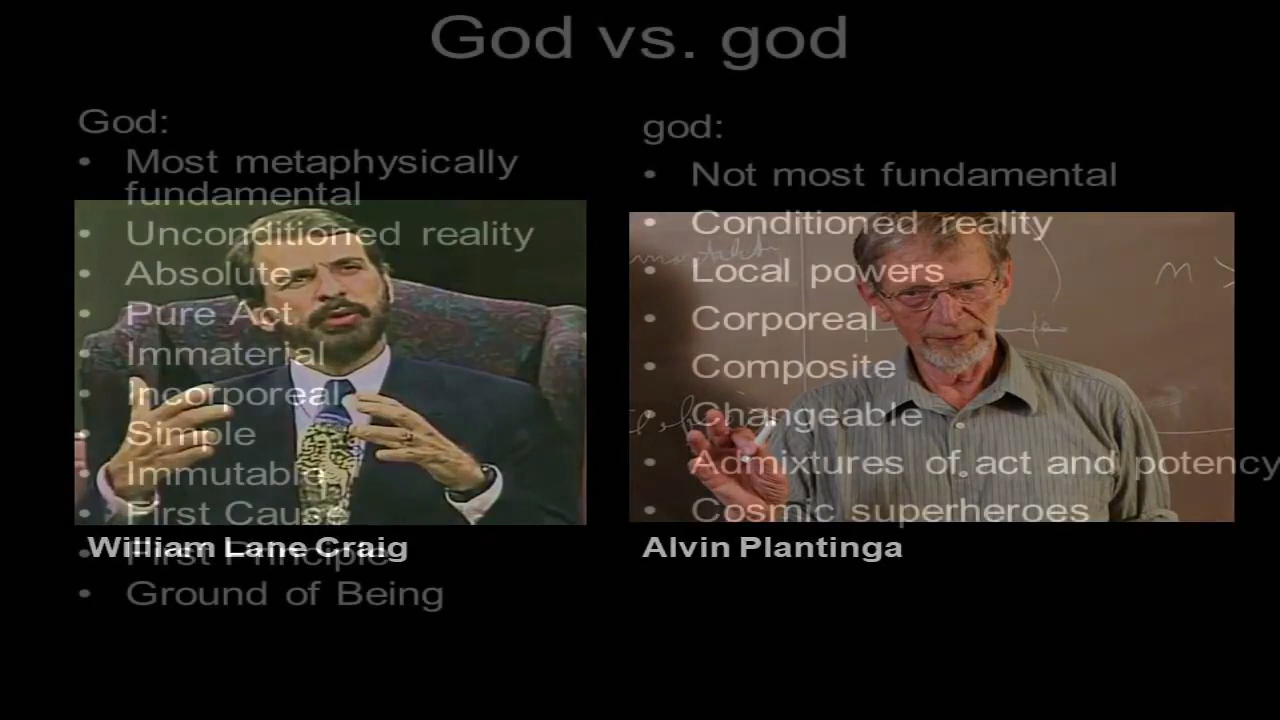 God vs. god
God:
• Most metaphysically
fundamental
• Unconditioned reality
• Absolute
• Pure Act
• Immaterial
• Incorporeal
• Simple
• Immutable
• First Cause
• First Principle
• Ground of Being
William Lane Craig
god:
• Not most fundamental
• Conditioned reality
• Local powers
• Corporeal
• Composite
• Changeable
• Admixtures of act and potency
• Cosmic superheroes
Alvin Plantinga